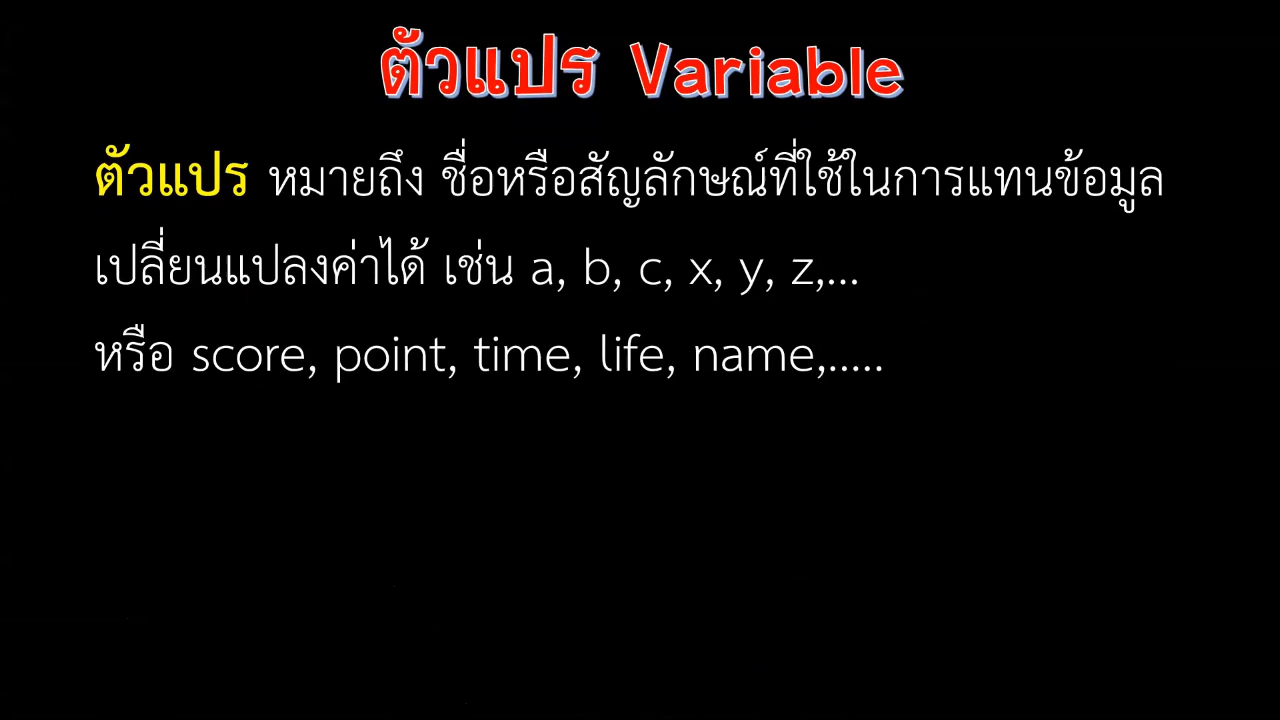 ตัวแปร Variable
ตัวแปร หมายถึง ชื่อหรือสัญลักษณ์ที่ใช้ในการแทนข้อมูล
เปลี่ยนแปลงค่าได้ เช่น a, b, c, x, y, z,...
หรือ score, point, time, life, name,.....